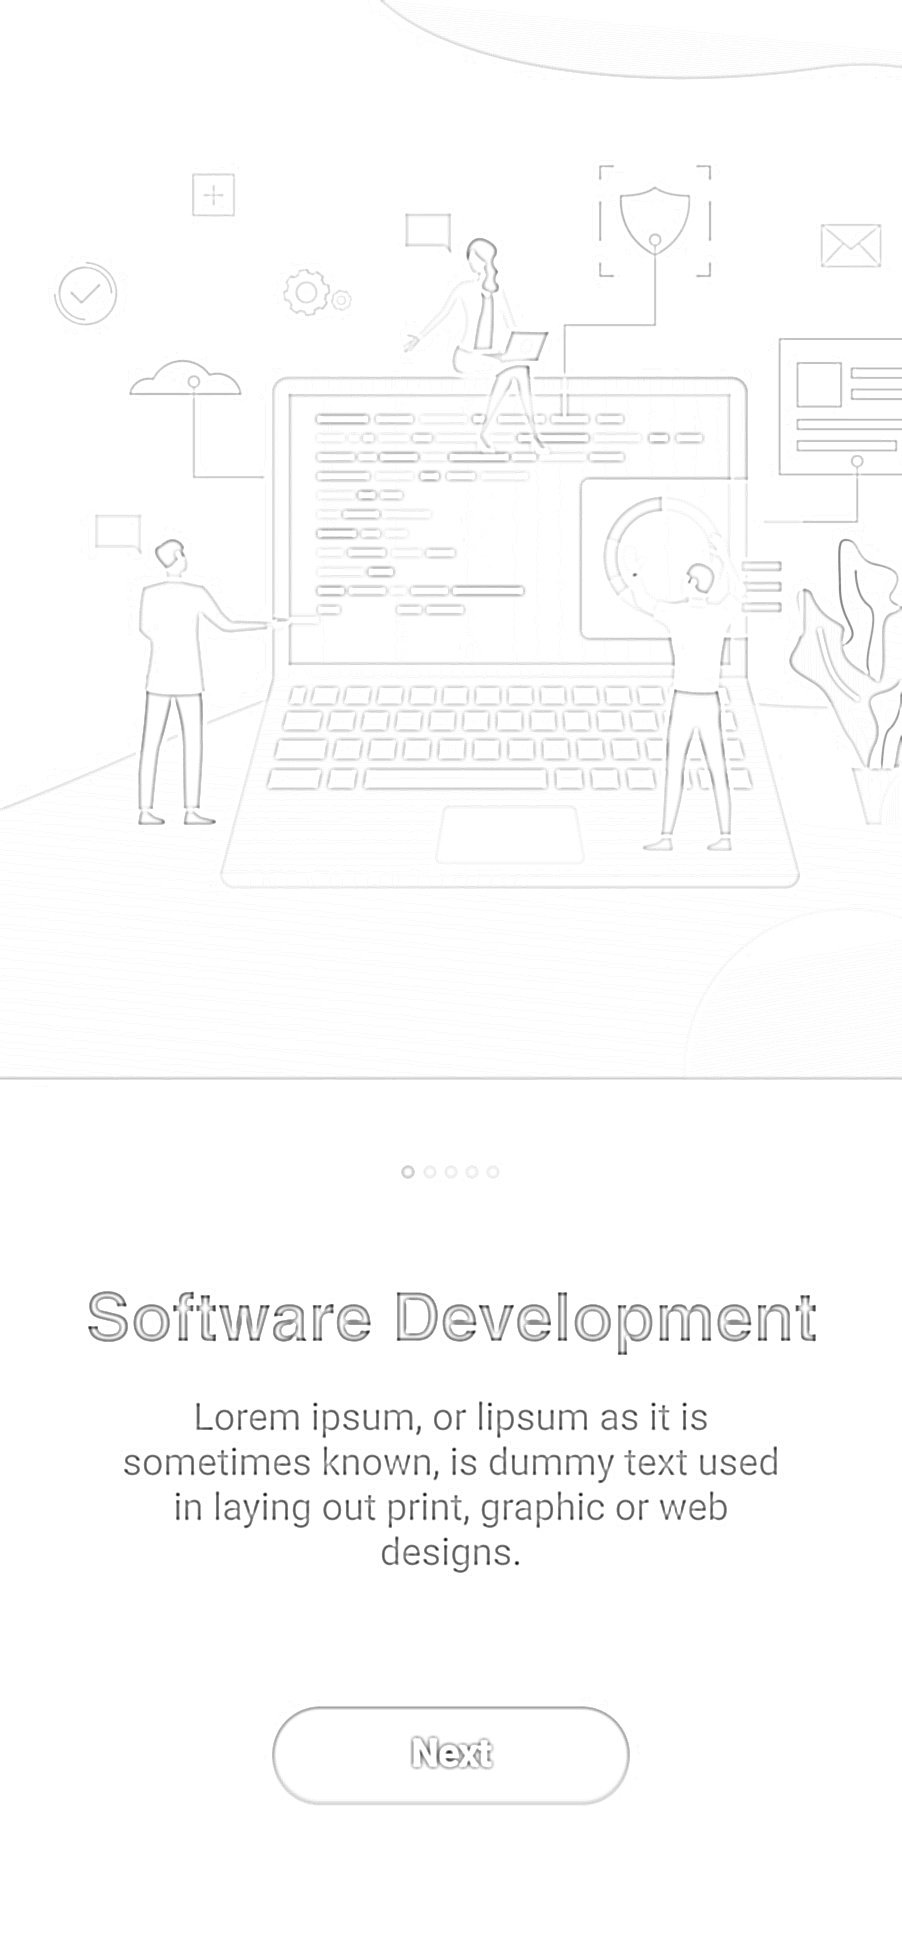 Software Development
Lorem ipsum, or lipsum as it is
sometimes known, is dummy text used
in laying out print, graphic or web
designs.
Next